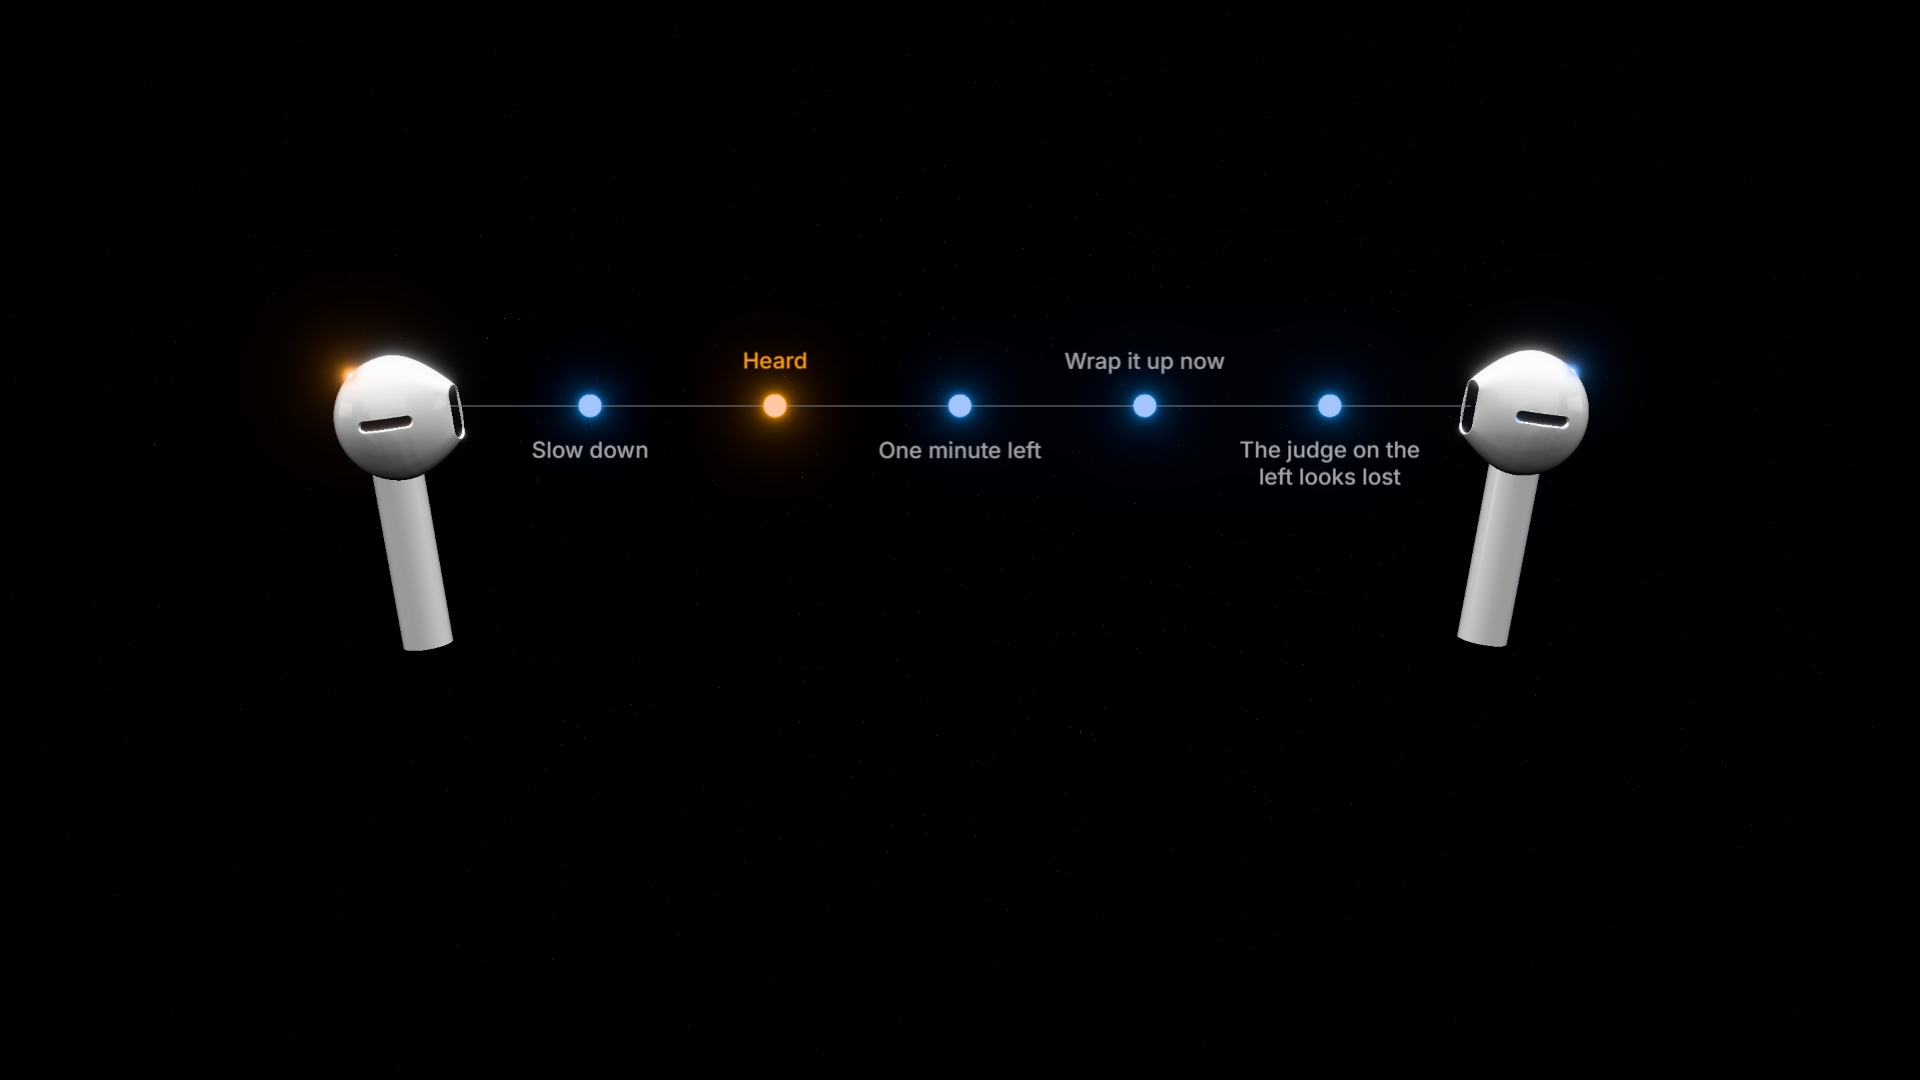 Slow down
Heard
One minute left
Wrap it up now
The judge on the
left looks lost